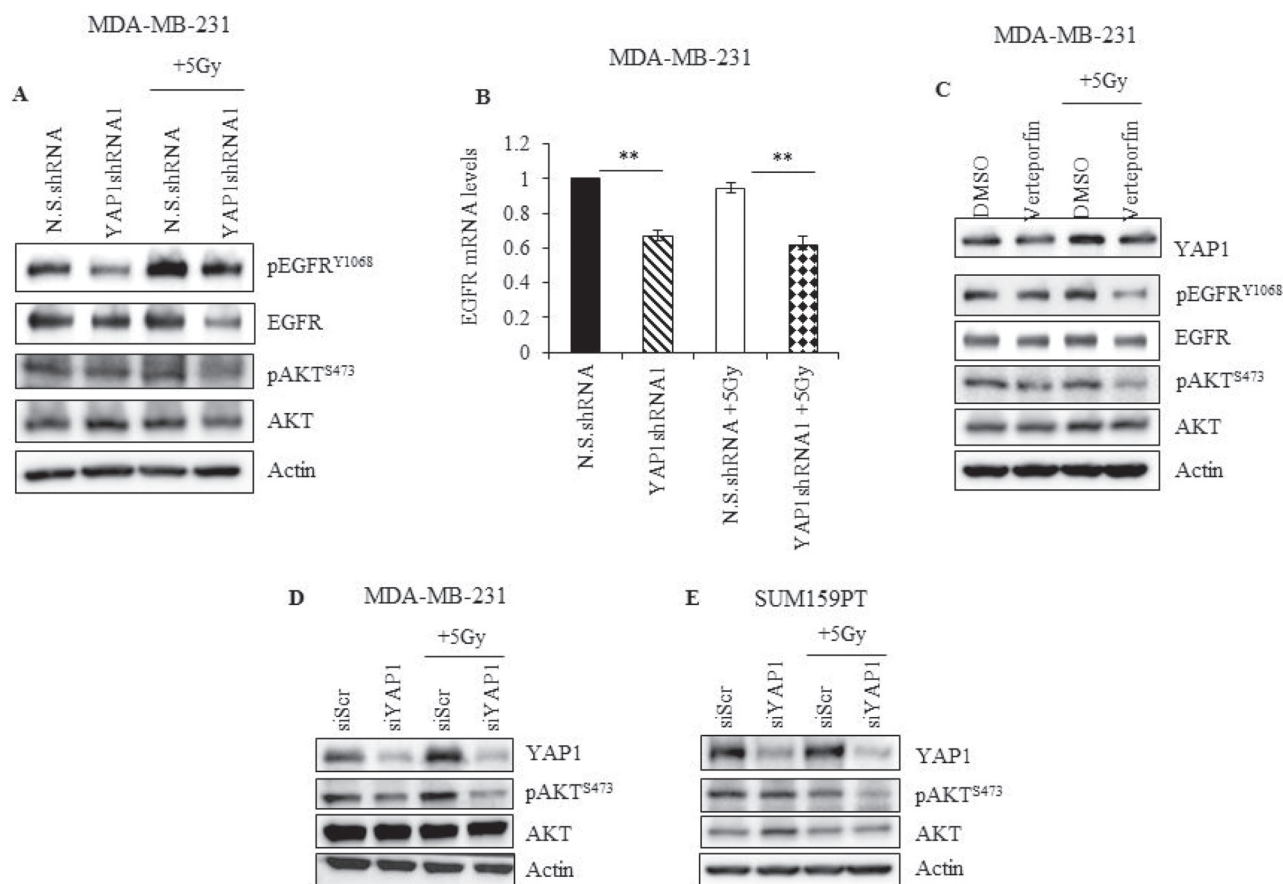 MDA-MB-231
+5Gy
A
N.S.shRNA
YAP1shRNA1
N.S.shRNA
YAP1shRNA1
pEGFR^Y1068
EGFR
pAKT^S473
AKT
Actin
MDA-MB-231
B
EGFR mRNA levels
1.2
1
0.8
0.6
0.4
0.2
0
**
**
N.S.shRNA
YAP1shRNA1
N.S.shRNA +5Gy
YAP1shRNA1 +5Gy
MDA-MB-231
+5Gy
C
DMSO
Verteporfin
DMSO
Verteporfin
YAP1
pEGFR^Y1068
EGFR
pAKT^S473
AKT
Actin
D
MDA-MB-231
+5Gy
siScr
siYAP1
siScr
siYAP1
YAP1
pAKT^S473
AKT
Actin
E
SUM159PT
+5Gy
siScr
siYAP1
siScr
siYAP1
YAP1
pAKT^S473
AKT
Actin